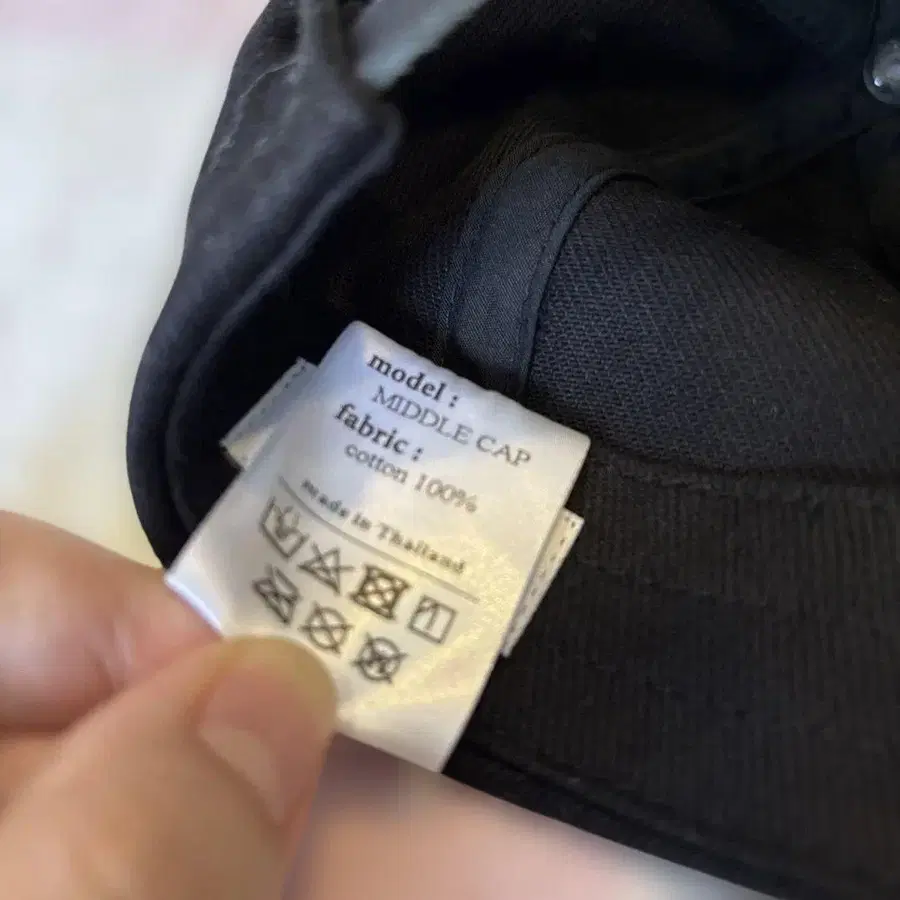 model :
MIDDLE CAP
fabric :
cotton 100%
Made in Thailand